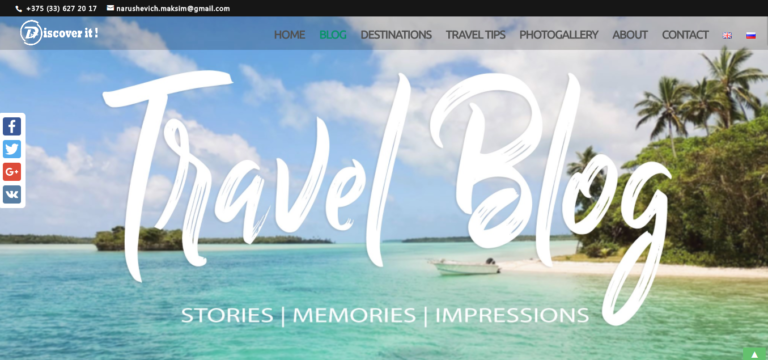 +375 (33) 627 20 17 narushevich.maksim@gmail.com
Discover it!
HOME BLOG DESTINATIONS TRAVEL TIPS PHOTOGALLERY ABOUT CONTACT
Travel Blog
STORIES | MEMORIES | IMPRESSIONS